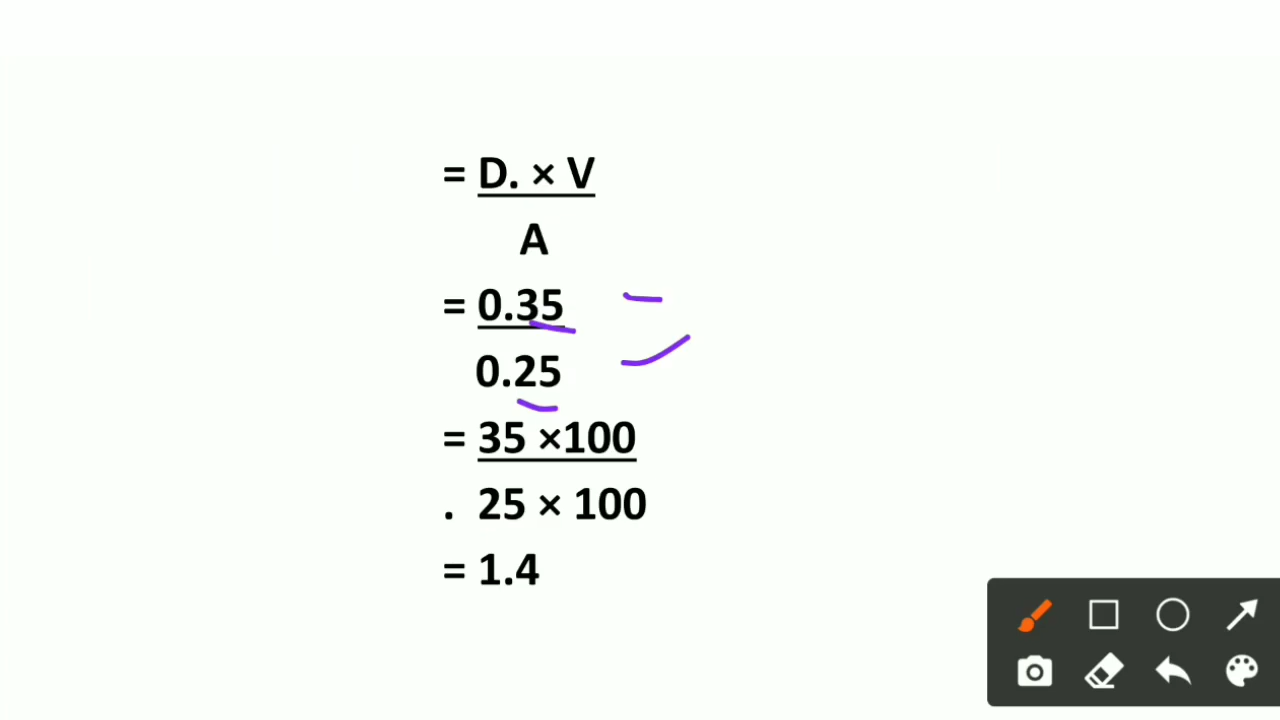 = D. × V
A
= 0.35
0.25
= 35 ×100
. 25 × 100
= 1.4